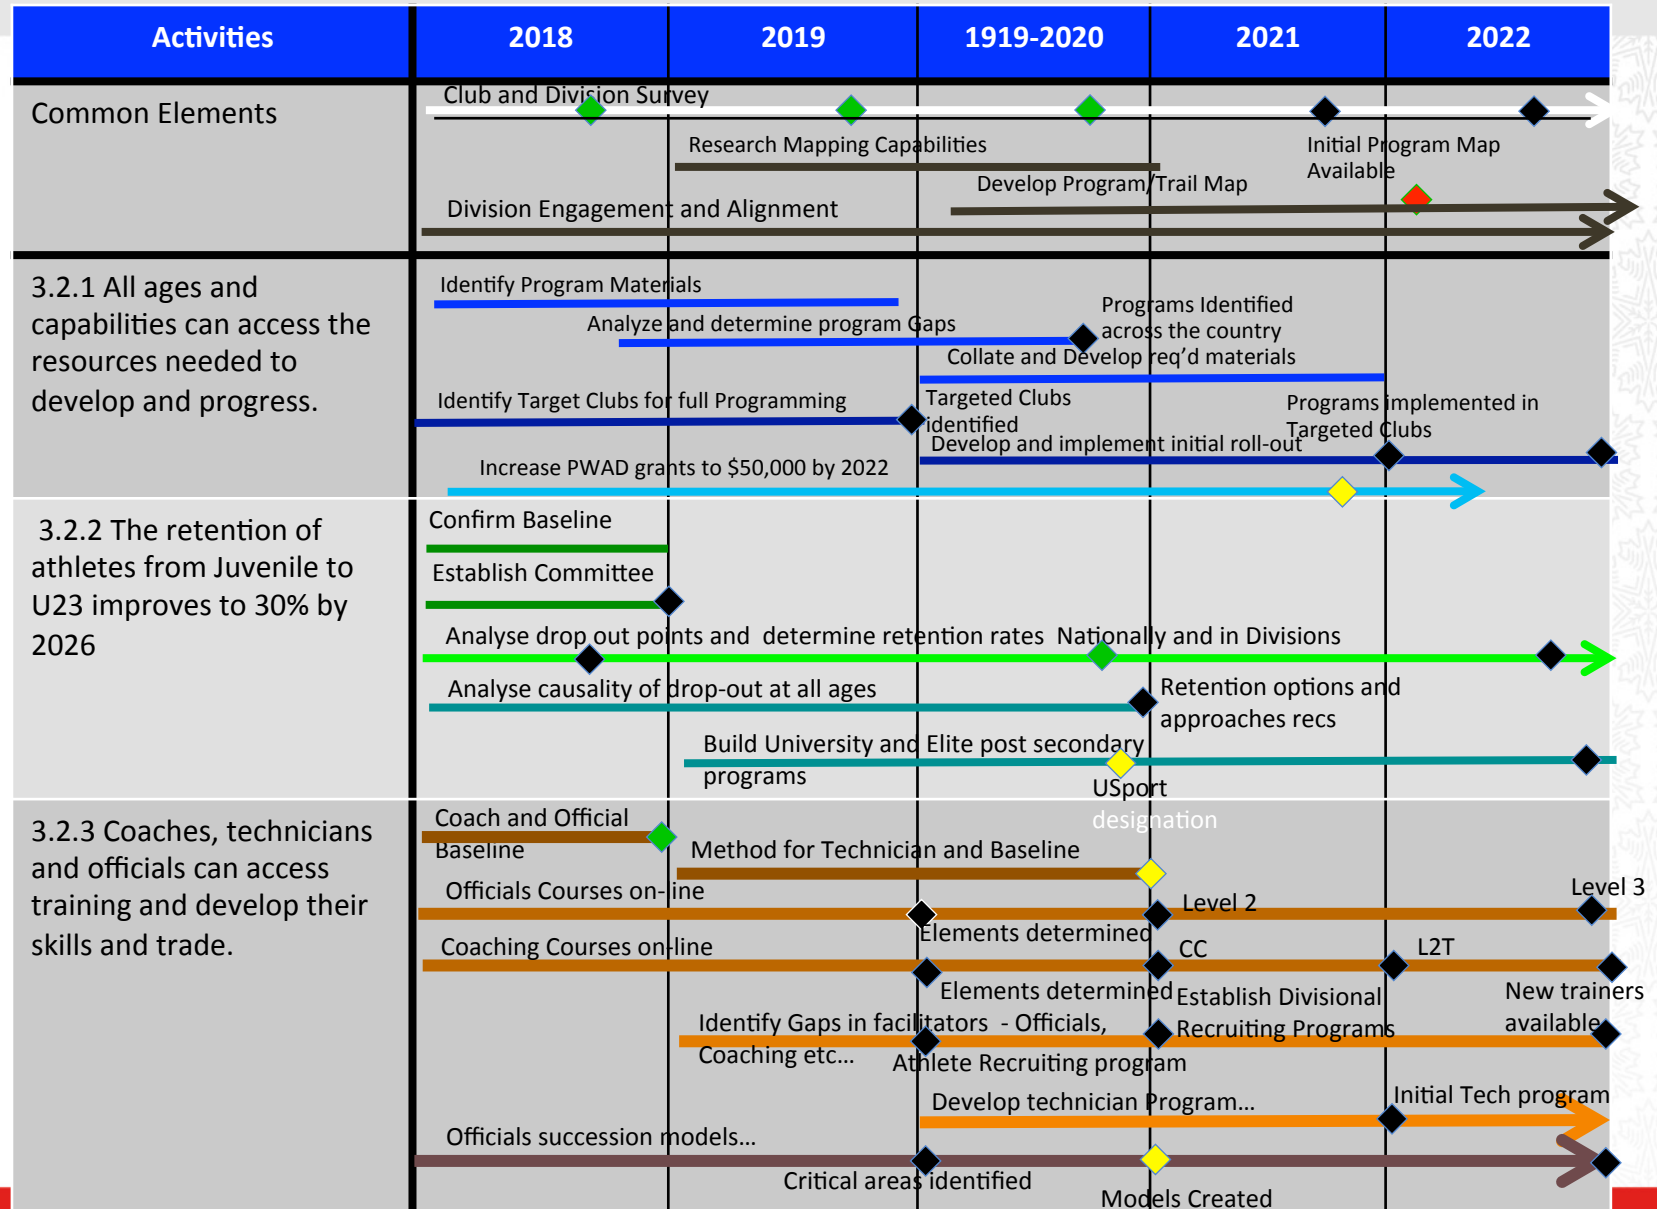 Activities 2018 2019 1919-2020 2021 2022
Common Elements
Club and Division Survey
Research Mapping Capabilities
Initial Program Map
Available
Develop Program/Trail Map
Division Engagement and Alignment
3.2.1 All ages and
capabilities can access the
resources needed to
develop and progress.
Identify Program Materials
Analyze and determine program Gaps
Programs Identified
across the country
Collate and Develop req'd materials
Identify Target Clubs for full Programming
Targeted Clubs
identified
Programs implemented in
Targeted Clubs
Develop and implement initial roll-out
Increase PWAD grants to $50,000 by 2022
3.2.2 The retention of
athletes from Juvenile to
U23 improves to 30% by
2026
Confirm Baseline
Establish Committee
Analyse drop out points and determine retention rates Nationally and in Divisions
Analyse causality of drop-out at all ages
Retention options and
approaches recs
Build University and Elite post secondary
programs
USport
designation
3.2.3 Coaches, technicians
and officials can access
training and develop their
skills and trade.
Coach and Official
Baseline
Method for Technician and Baseline
Officials Courses on-line
Elements determined
Level 2
Level 3
Coaching Courses on-line
Elements determined
CC
L2T
New trainers
available
Identify Gaps in facilitators - Officials,
Coaching etc...
Athlete Recruiting program
Establish Divisional
Recruiting Programs
Develop technician Program...
Initial Tech program
Officials succession models...
Critical areas identified
Models Created